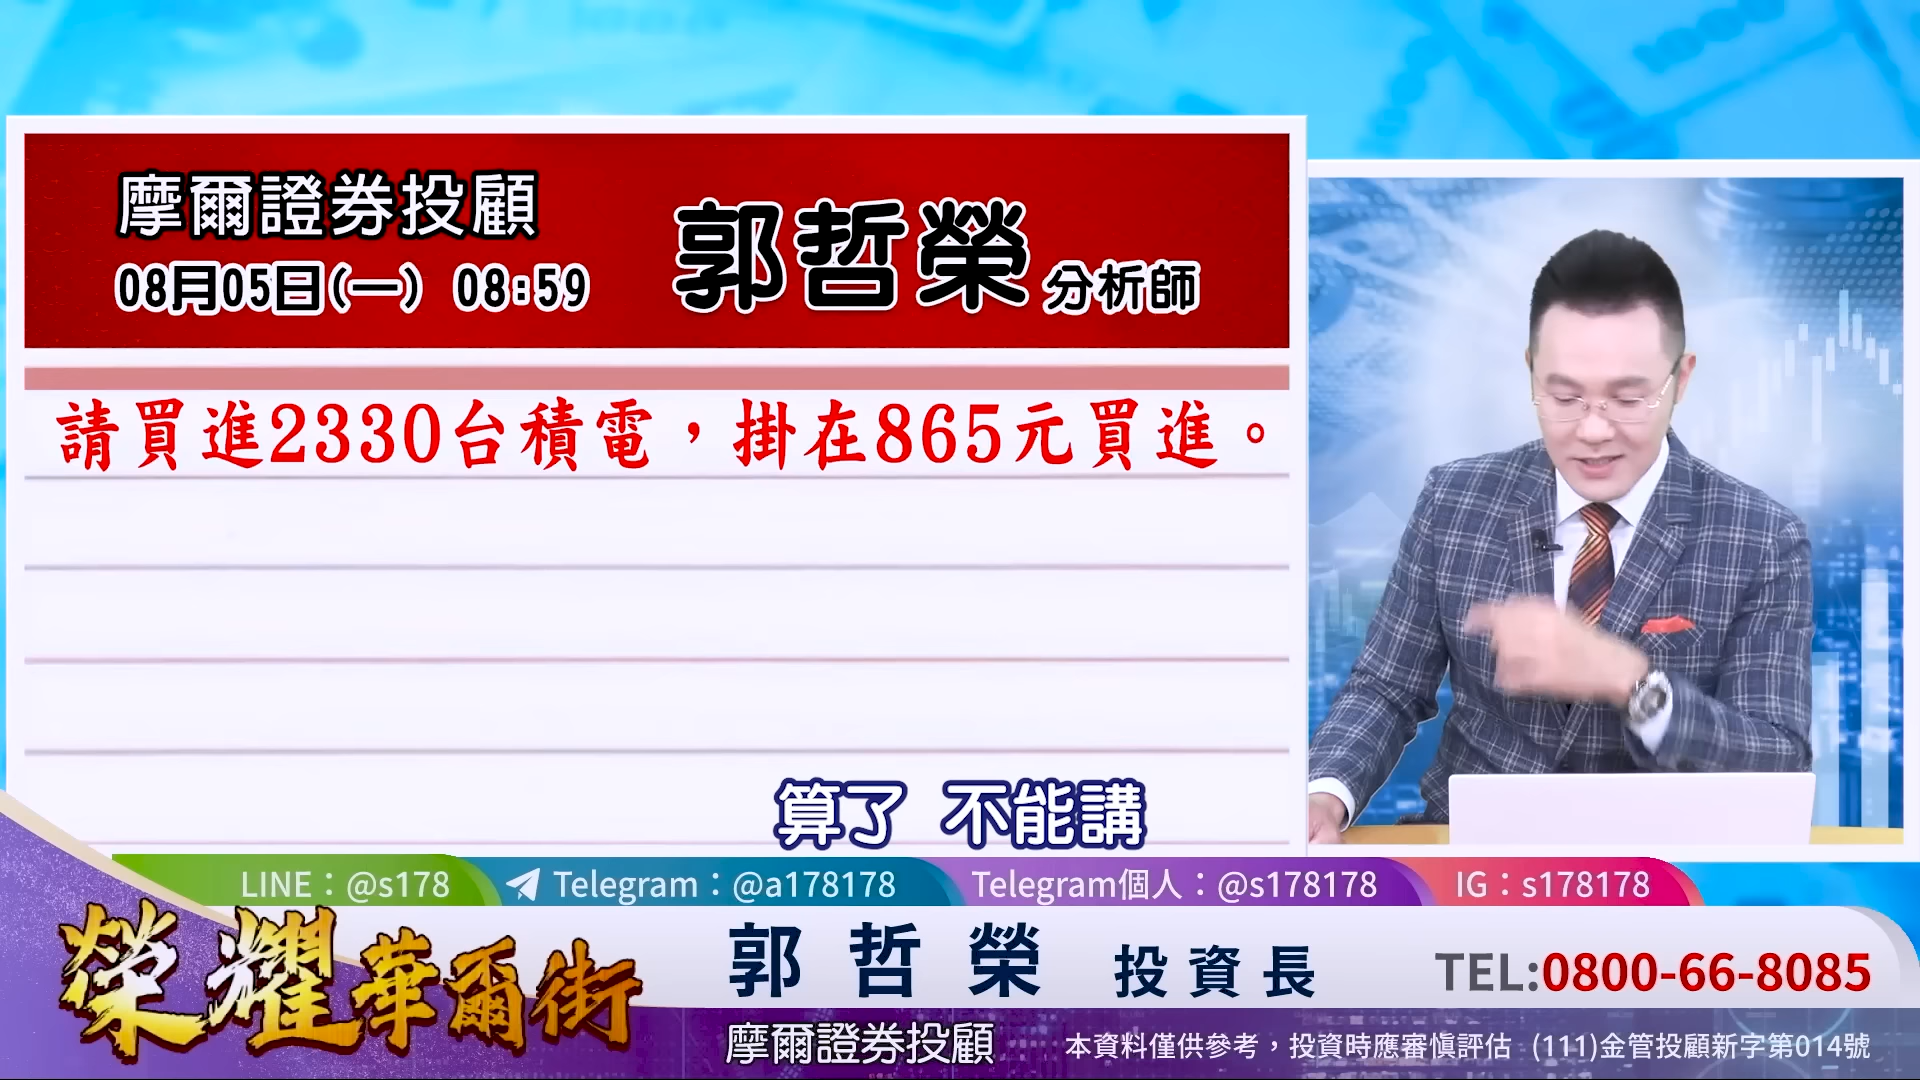 摩爾證券投顧
08月05日(一) 08:59
郭哲榮分析師
請買進2330台積電，掛在865元買進。
算了 不能講
LINE：@s178
Telegram：@a178178
Telegram個人：@s178178
IG：s178178
榮耀華爾街
郭哲榮 投資長
TEL:0800-66-8085
摩爾證券投顧
本資料僅供參考，投資時應審慎評估 (111)金管投顧新字第014號